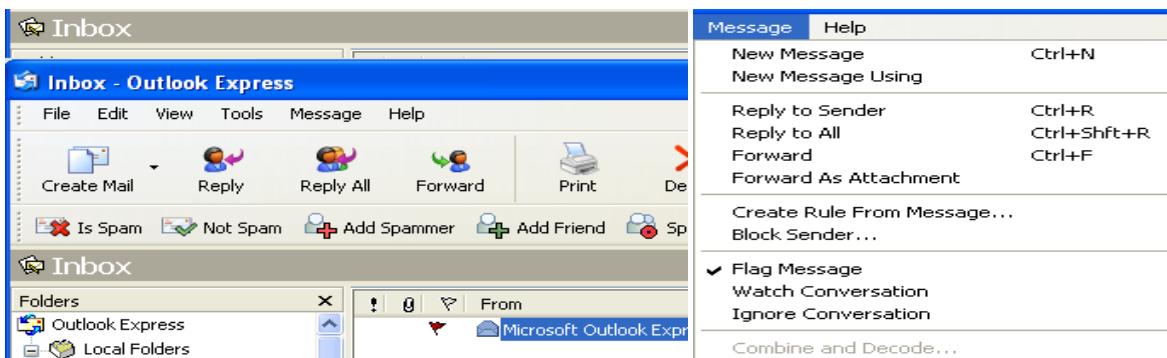 Inbox
Inbox - Outlook Express
File Edit View Tools Message Help
Create Mail Reply Reply All Forward Print De
Is Spam Not Spam Add Spammer Add Friend Sp
Inbox
Folders
! From
Outlook Express Microsoft Outlook Expr
Local Folders
Message Help
New Message Ctrl+N
New Message Using
Reply to Sender Ctrl+R
Reply to All Ctrl+Shft+R
Forward Ctrl+F
Forward As Attachment
Create Rule From Message...
Block Sender...
Flag Message
Watch Conversation
Ignore Conversation
Combine and Decode...